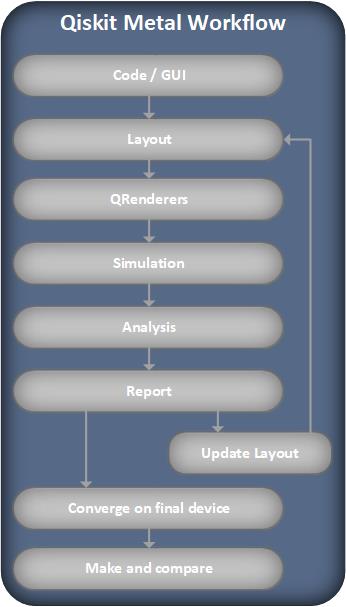 Qiskit Metal Workflow
Code / GUI
Layout
QRenderers
Simulation
Analysis
Report
Update Layout
Converge on final device
Make and compare